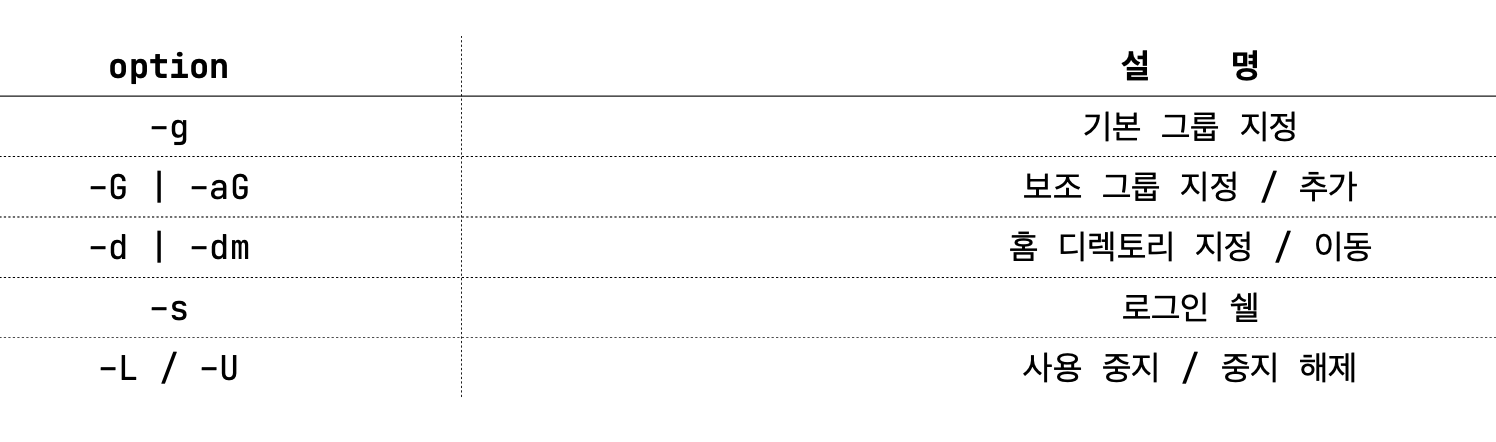 option 설 명
-g 기본 그룹 지정
-G | -aG 보조 그룹 지정 / 추가
-d | -dm 홈 디렉토리 지정 / 이동
-s 로그인 쉘
-L / -U 사용 중지 / 중지 해제